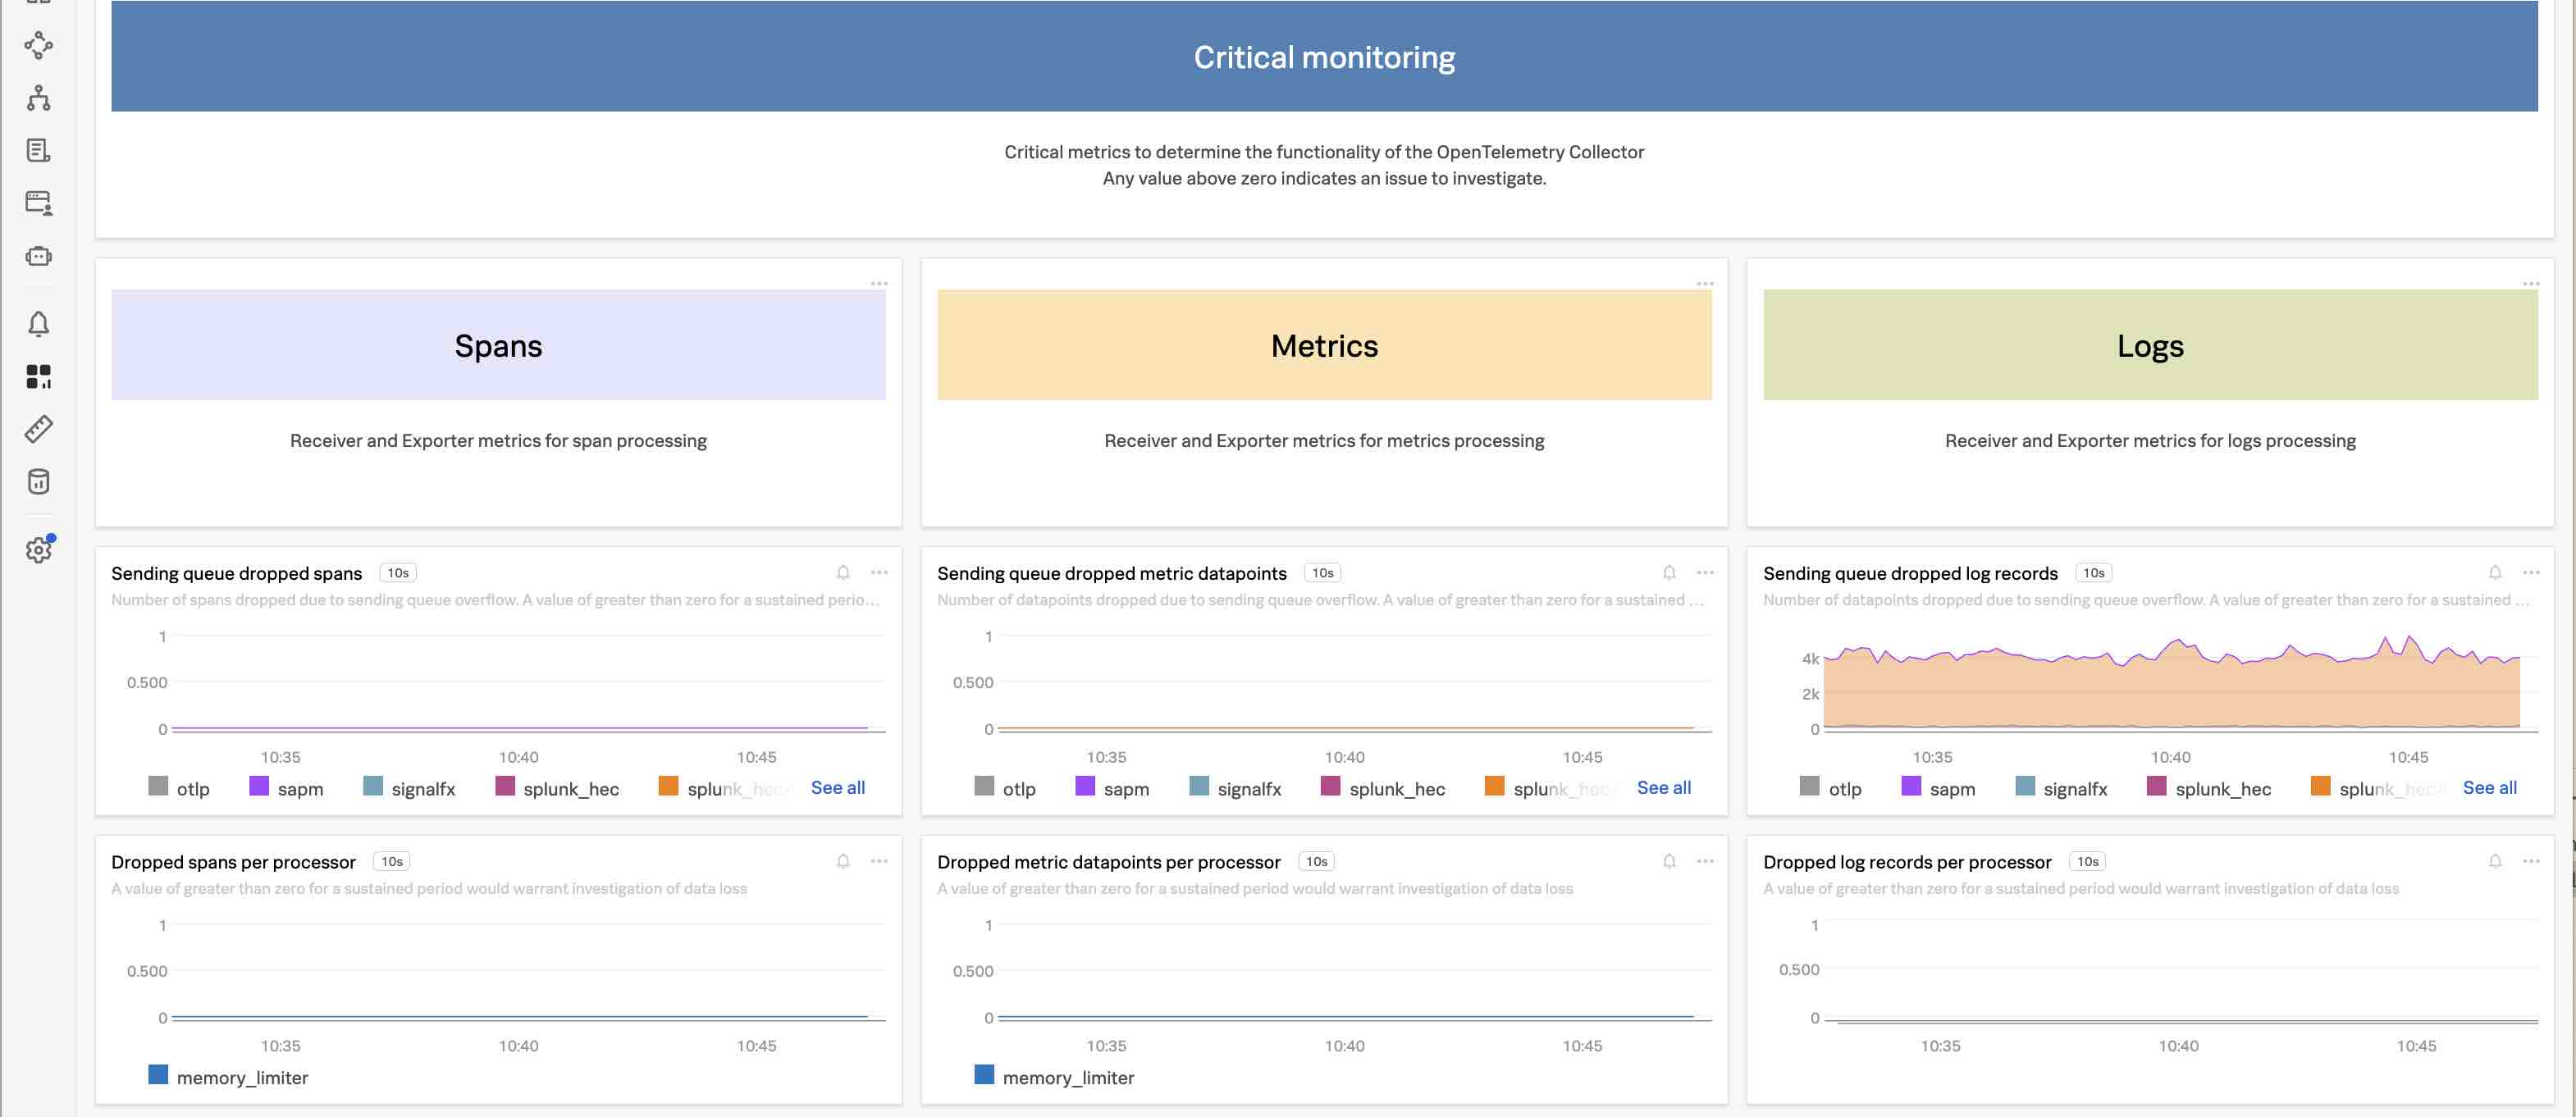 Critical monitoring
Critical metrics to determine the functionality of the OpenTelemetry Collector
Any value above zero indicates an issue to investigate.
Spans
Receiver and Exporter metrics for span processing
Metrics
Receiver and Exporter metrics for metrics processing
Logs
Receiver and Exporter metrics for logs processing
Sending queue dropped spans 10s
Number of spans dropped due to sending queue overflow. A value of greater than zero for a sustained perio...
1
0.500
0
10:35 10:40 10:45
otlp sapm signalfx splunk_hec splunk_hec See all
Sending queue dropped metric datapoints 10s
Number of datapoints dropped due to sending queue overflow. A value of greater than zero for a sustained ...
1
0.500
0
10:35 10:40 10:45
otlp sapm signalfx splunk_hec splunk_hec See all
Sending queue dropped log records 10s
Number of datapoints dropped due to sending queue overflow. A value of greater than zero for a sustained ...
4k
2k
0
10:35 10:40 10:45
otlp sapm signalfx splunk_hec splunk_hec See all
Dropped spans per processor 10s
A value of greater than zero for a sustained period would warrant investigation of data loss
1
0.500
0
10:35 10:40 10:45
memory_limiter
Dropped metric datapoints per processor 10s
A value of greater than zero for a sustained period would warrant investigation of data loss
1
0.500
0
10:35 10:40 10:45
memory_limiter
Dropped log records per processor 10s
A value of greater than zero for a sustained period would warrant investigation of data loss
1
0.500
0
10:35 10:40 10:45